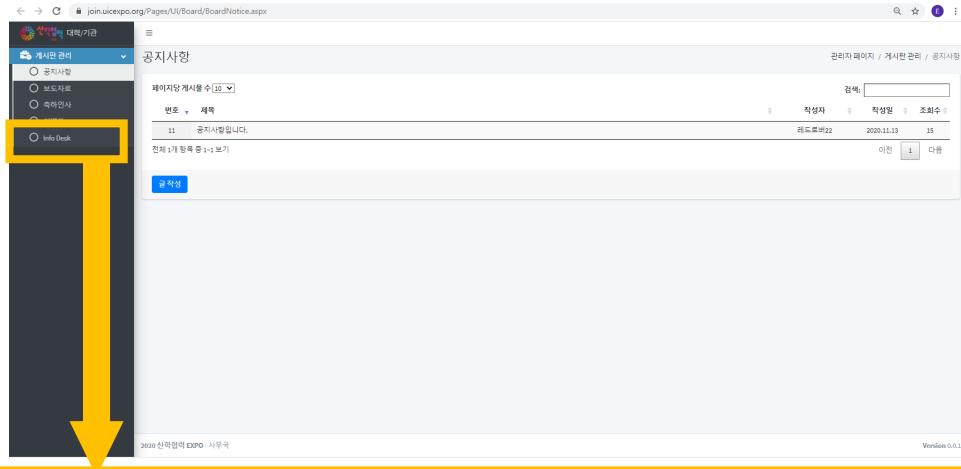 join.uicexpo.org/Pages/UI/Board/BoardNotice.aspx
E
산학협력 대학/기관
게시판 관리
공지사항
보도자료
축하인사
Info Desk
공지사항
관리자 페이지 / 게시판 관리 / 공지사항
페이지당 게시물 수 10
검색:
번호 제목 작성자 작성일 조회수
11 공지사항입니다. 레드로버22 2020.11.13 15
전체 1개 항목 중 1~1 보기
이전 1 다음
글 작성
2020 산학협력 EXPO - 사무국
Version 0.0.1